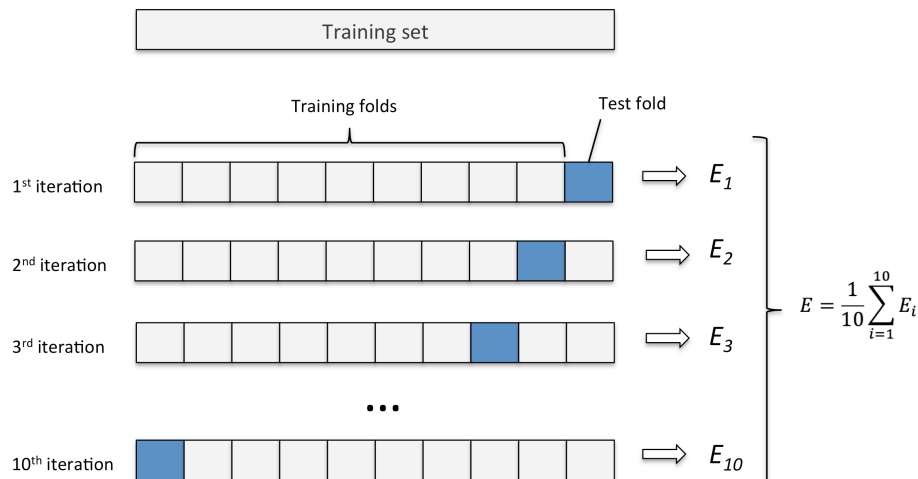 Training set
Training folds
Test fold
1st iteration
E1
2nd iteration
E2
3rd iteration
E3
E = 1/10 10∑i=1 Ei
...
10th iteration
E10